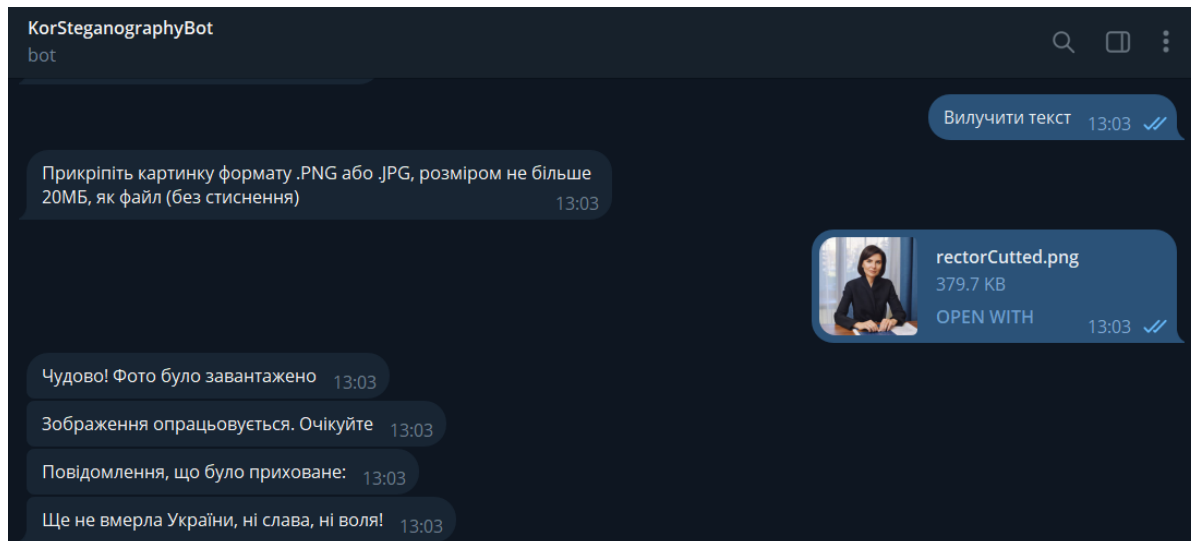 KorSteganographyBot
bot
Вилучити текст 13:03
Прикріпіть картинку формату .PNG або .JPG, розміром не більше
20МБ, як файл (без стиснення) 13:03
rectorCutted.png
379.7 KB
OPEN WITH 13:03
Чудово! Фото було завантажено 13:03
Зображення опрацьовується. Очікуйте 13:03
Повідомлення, що було приховане: 13:03
Ще не вмерла України, ні слава, ні воля! 13:03